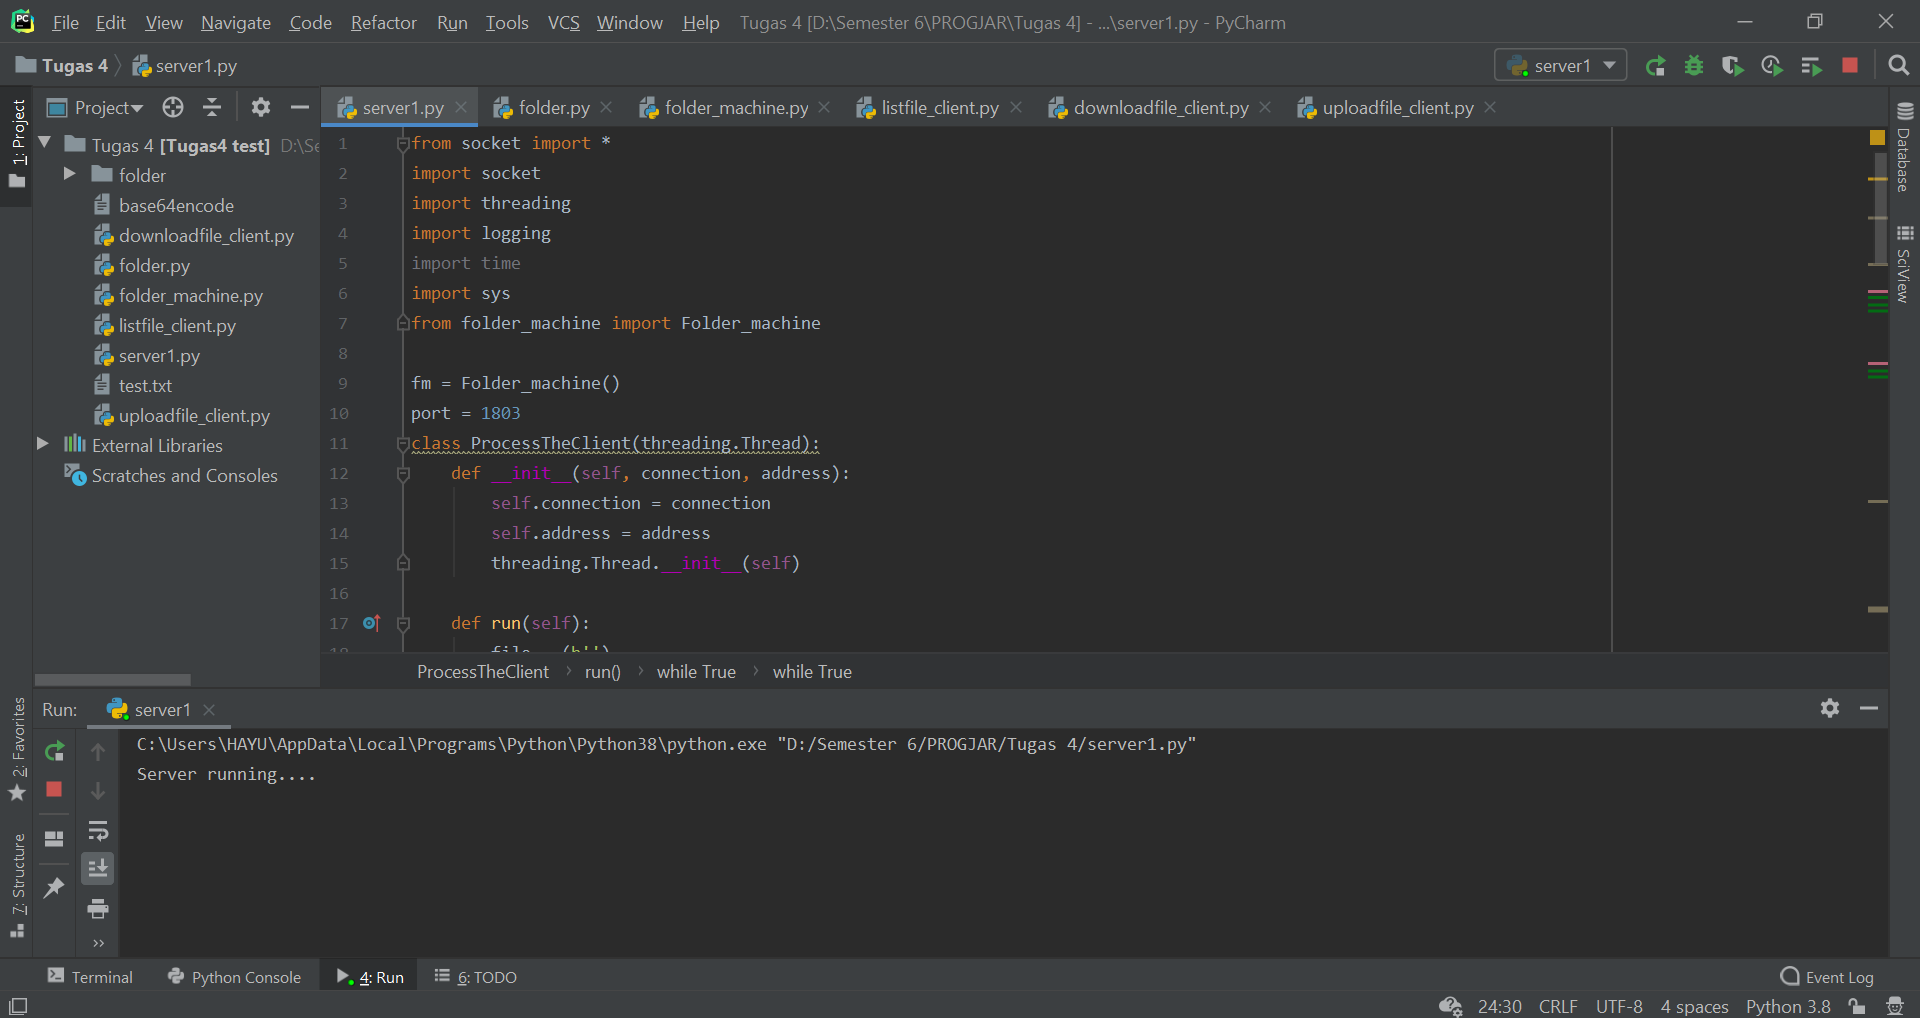 File Edit View Navigate Code Refactor Run Tools VCS Window Help Tugas 4 [D:\Semester 6\PROGJAR\Tugas 4] - ...\server1.py - PyCharm
Tugas 4 server1.py server1
1: Project
Project
server1.py folder.py folder_machine.py listfile_client.py downloadfile_client.py uploadfile_client.py
Tugas 4 [Tugas4 test] D:\Se
folder
base64encode
downloadfile_client.py
folder.py
folder_machine.py
listfile_client.py
server1.py
test.txt
uploadfile_client.py
External Libraries
Scratches and Consoles
1 from socket import *
2 import socket
3 import threading
4 import logging
5 import time
6 import sys
7 from folder_machine import Folder_machine
8
9 fm = Folder_machine()
10 port = 1803
11 class ProcessTheClient(threading.Thread):
12 def __init__(self, connection, address):
13 self.connection = connection
14 self.address = address
15 threading.Thread.__init__(self)
16
17 def run(self):
ProcessTheClient run() while True while True
Database
SciView
2: Favorites
7: Structure
Run: server1
C:\Users\HAYU\AppData\Local\Programs\Python\Python38\python.exe "D:/Semester 6/PROGJAR/Tugas 4/server1.py"
Server running....
Terminal Python Console 4: Run 6: TODO Event Log
24:30 CRLF UTF-8 4 spaces Python 3.8